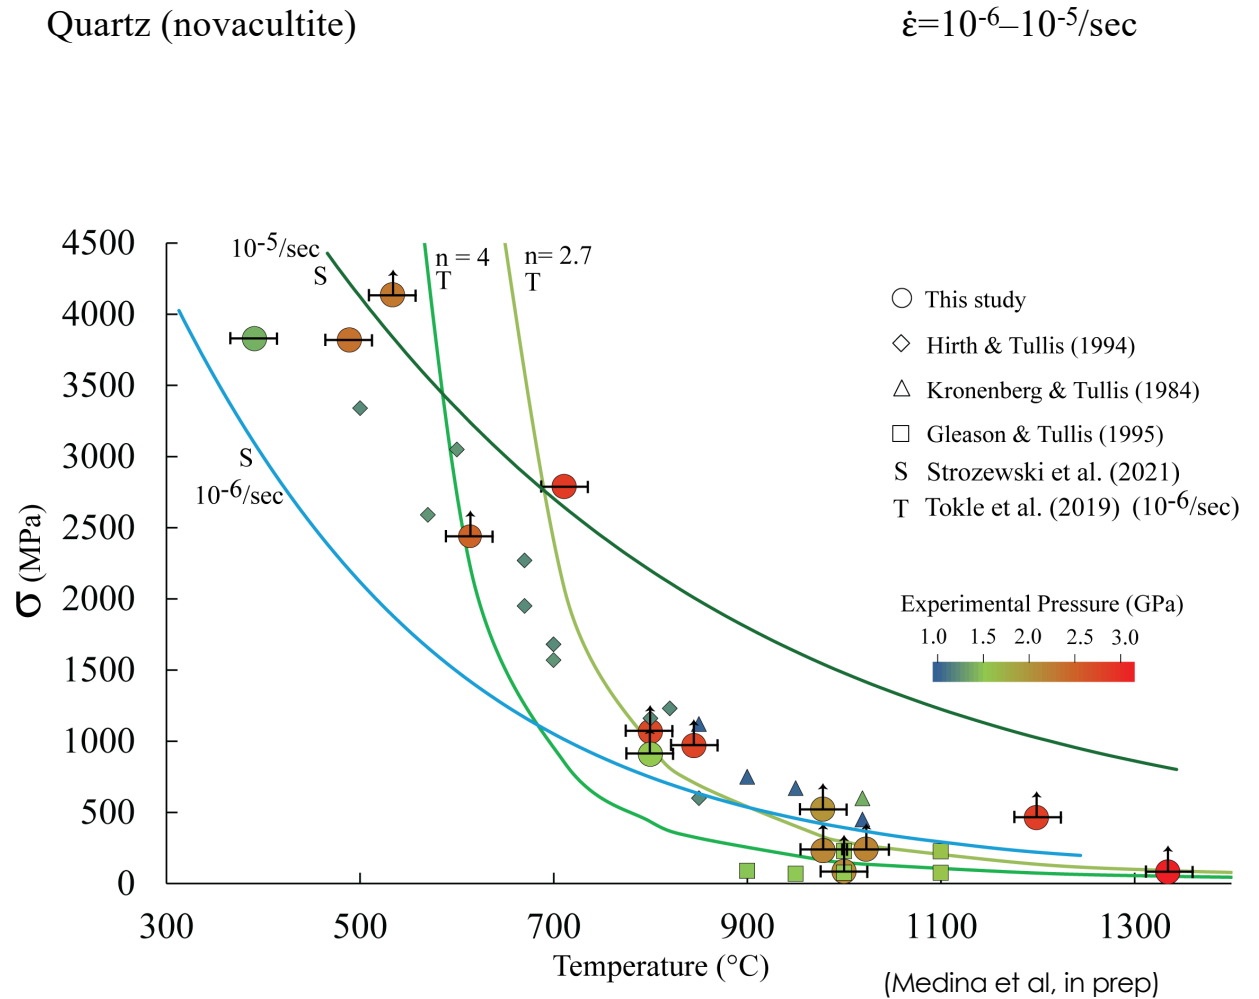 Quartz (novacultite)
ε̇=10⁻⁶–10⁻⁵/sec
4500
4000
3500
3000
2500
2000
1500
1000
500
0
σ (MPa)
10⁻⁵/sec
S
n = 4
T
n= 2.7
T
S
10⁻⁶/sec
This study
Hirth & Tullis (1994)
Kronenberg & Tullis (1984)
Gleason & Tullis (1995)
S Strozewski et al. (2021)
T Tokle et al. (2019) (10⁻⁶/sec)
Experimental Pressure (GPa)
1.0 1.5 2.0 2.5 3.0
300 500 700 900 1100 1300
Temperature (°C)
(Medina et al, in prep)